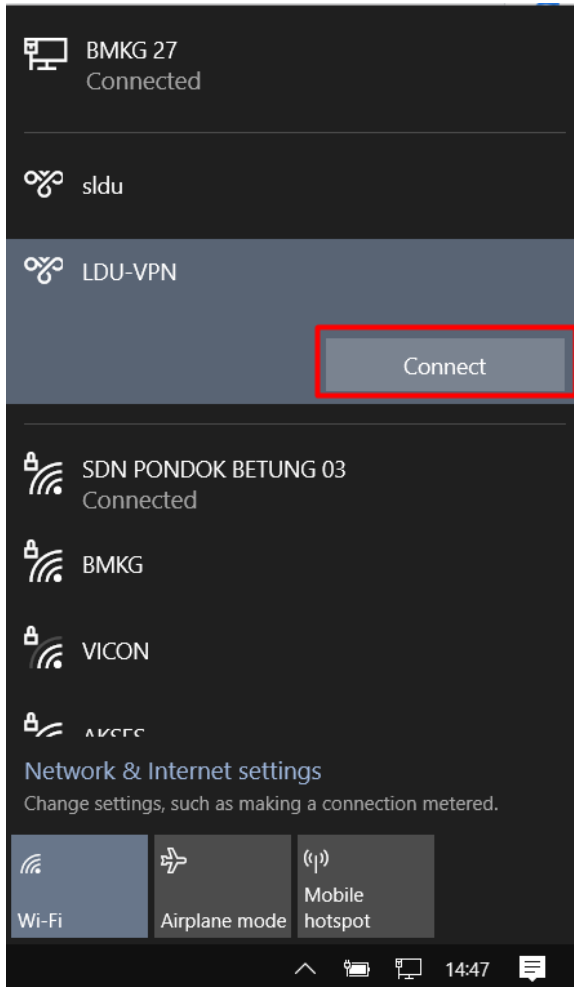 BMKG 27
Connected
sldu
LDU-VPN
Connect
SDN PONDOK BETUNG 03
Connected
BMKG
VICON
AKSES
Network & Internet settings
Change settings, such as making a connection metered.
Wi-Fi
Airplane mode
Mobile
hotspot
14:47